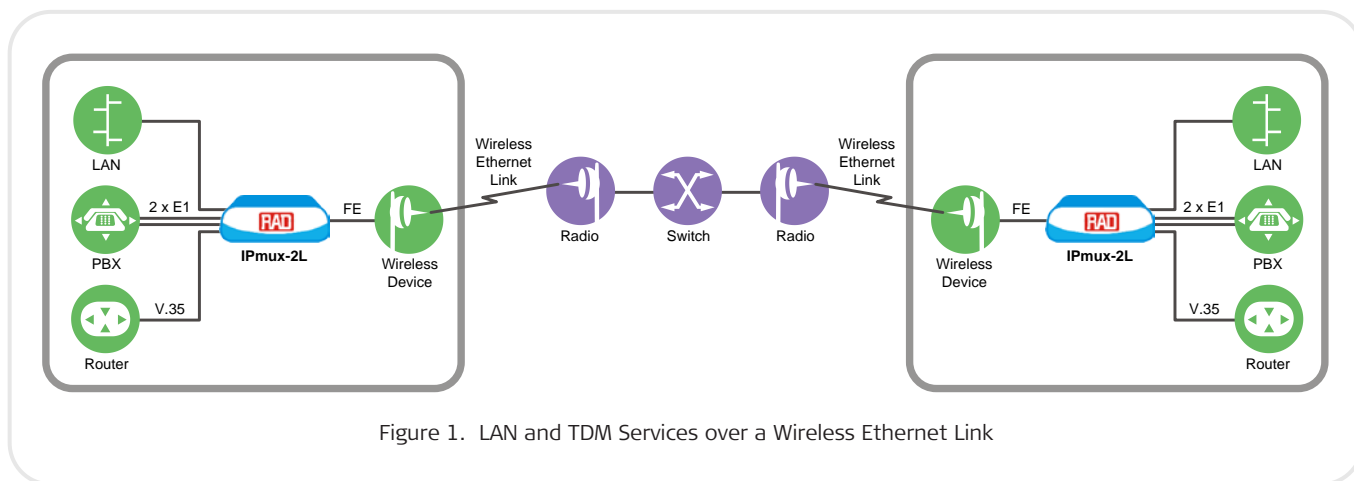 LAN
2 x E1
PBX
V.35
Router
RAD
IPmux-2L
FE
Wireless
Device
Wireless
Ethernet
Link
Radio
Switch
Radio
Wireless
Ethernet
Link
Wireless
Device
FE
RAD
IPmux-2L
LAN
2 x E1
PBX
V.35
Router
Figure 1. LAN and TDM Services over a Wireless Ethernet Link